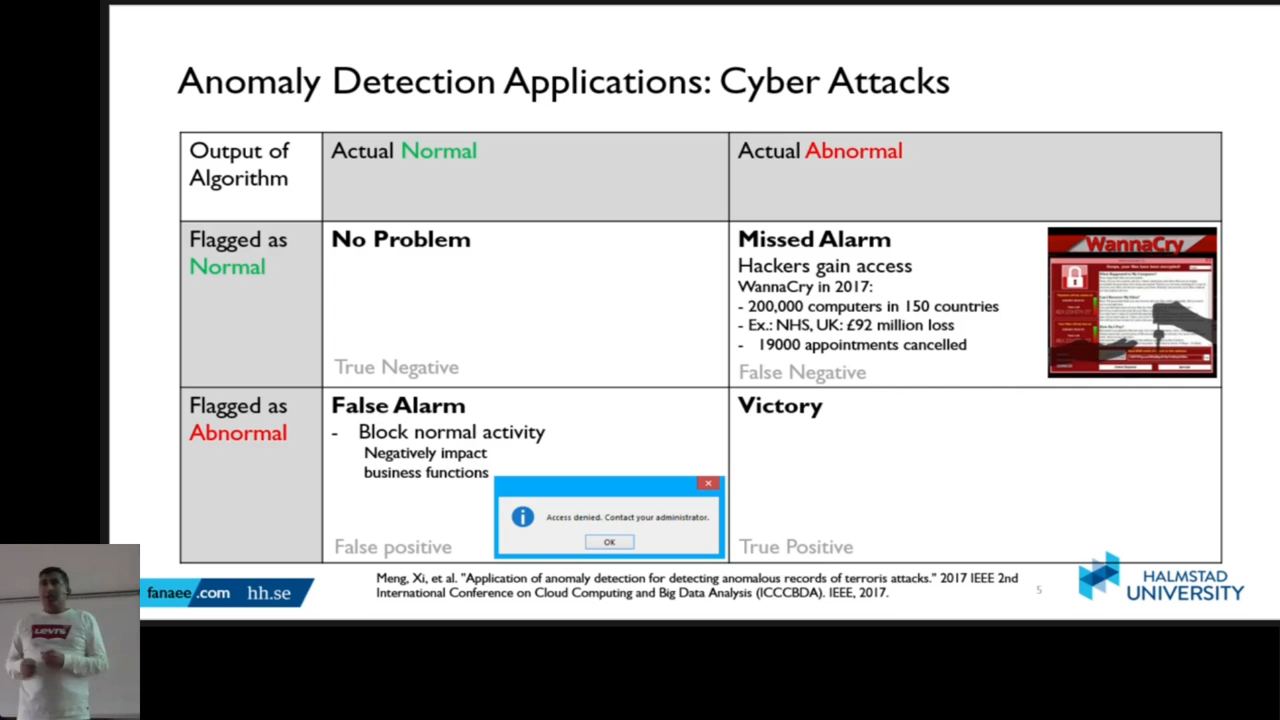 Anomaly Detection Applications: Cyber Attacks
Output of
Algorithm
Actual Normal
Actual Abnormal
Flagged as
Normal
No Problem
True Negative
Missed Alarm
Hackers gain access
WannaCry in 2017:
- 200,000 computers in 150 countries
- Ex.: NHS, UK: £92 million loss
- 19000 appointments cancelled
False Negative
WannaCry
Flagged as
Abnormal
False Alarm
- Block normal activity
Negatively impact
business functions
False positive
Access denied. Contact your administrator.
OK
Victory
True Positive
LEVI'S
fanaee.com
hh.se
Meng, Xi, et al. "Application of anomaly detection for detecting anomalous records of terroris attacks." 2017 IEEE 2nd
International Conference on Cloud Computing and Big Data Analysis (ICCCBDA). IEEE, 2017.
5
HALMSTAD
UNIVERSITY